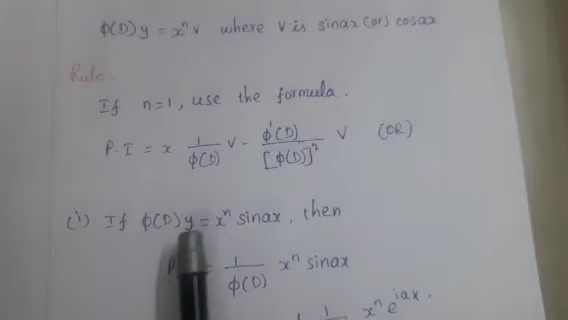 ϕ(D) y = xⁿ v where v is sinax (or) cosax
Rule.
If n=1, use the formula.
P.I = x 1/ϕ(D) v - ϕ'(D)/[ϕ(D)]² v (OR)
(i) If ϕ(D)y = xⁿ sinax, then
= 1/ϕ(D) xⁿ sinax
xⁿ e^{iax}.